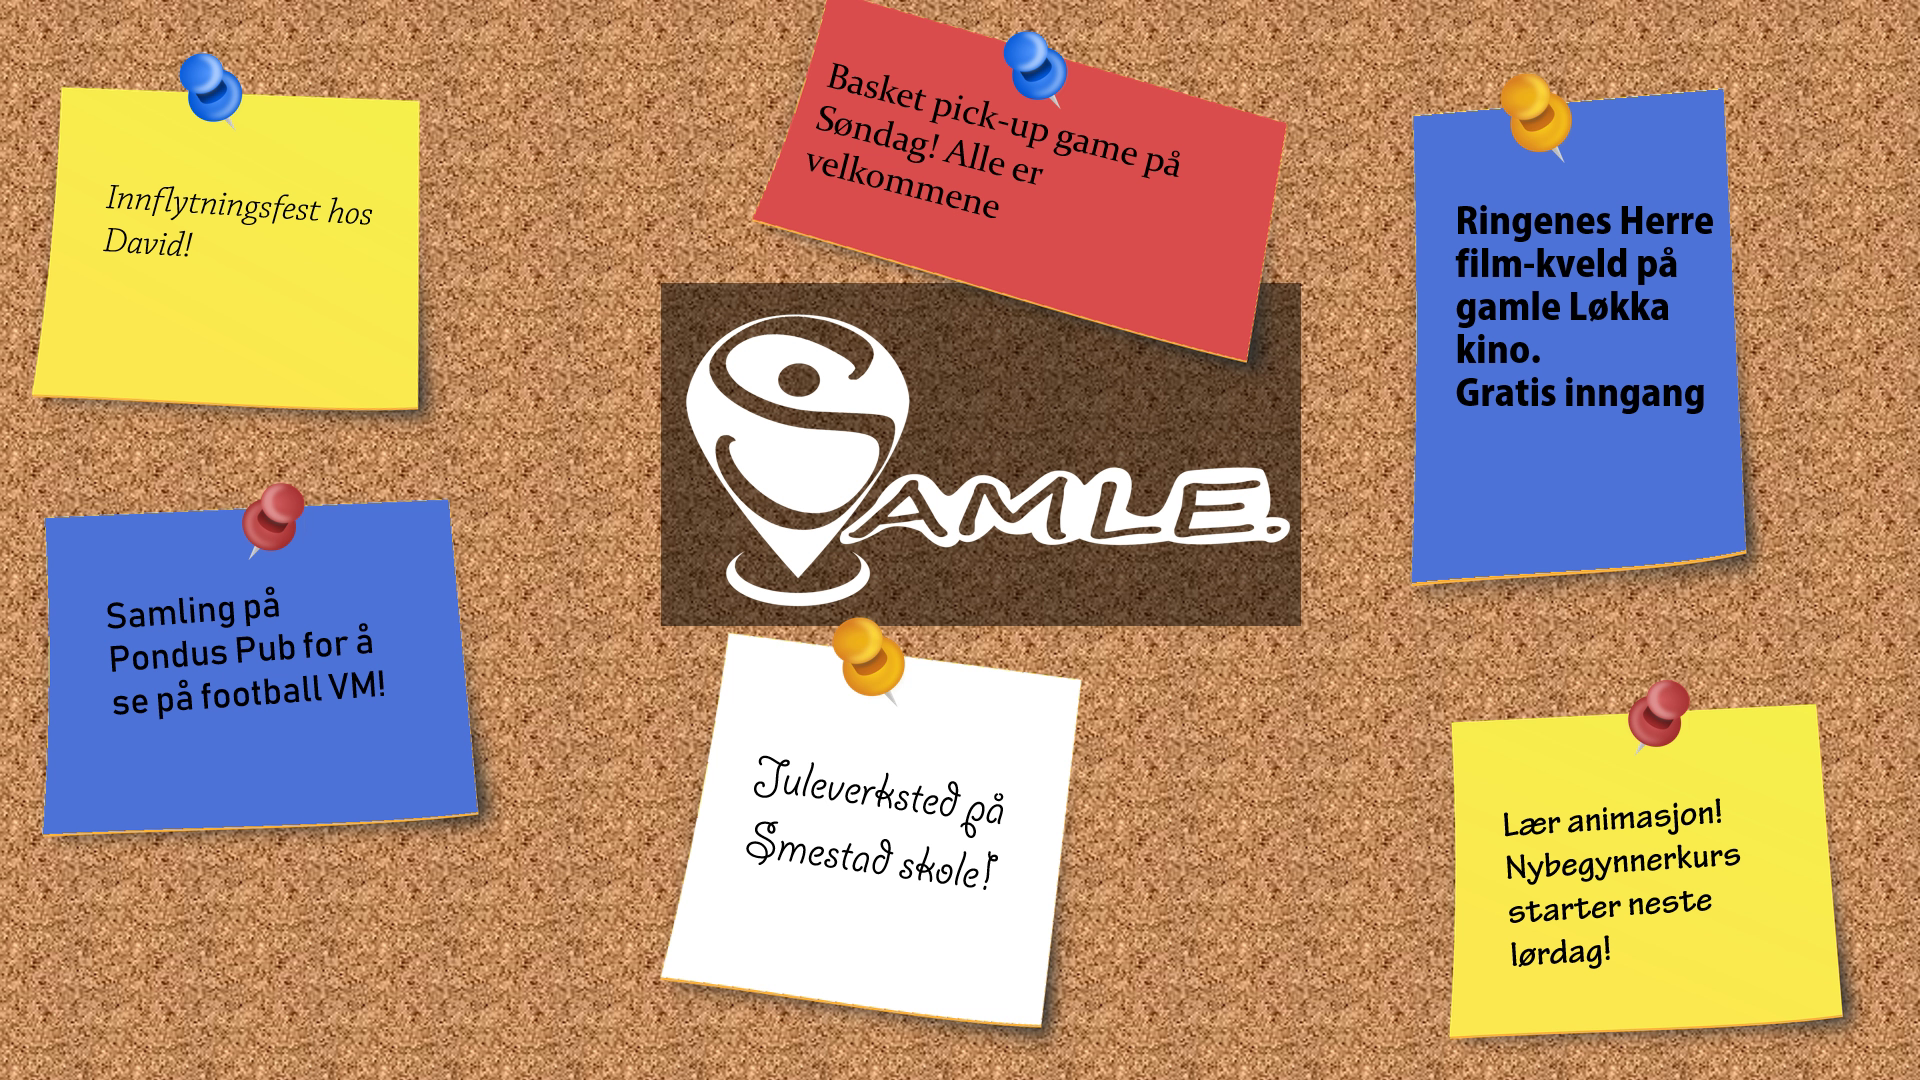 Innflytningsfest hos
David!
Basket pick-up game på
Søndag! Alle er
velkommene
Ringenes Herre
film-kveld på
gamle Løkka
kino.
Gratis inngang
SAMLE.
Samling på
Pondus Pub for å
se på football VM!
Juleverksted på
Smestad skole!
Lær animasjon!
Nybegynnerkurs
starter neste
lørdag!